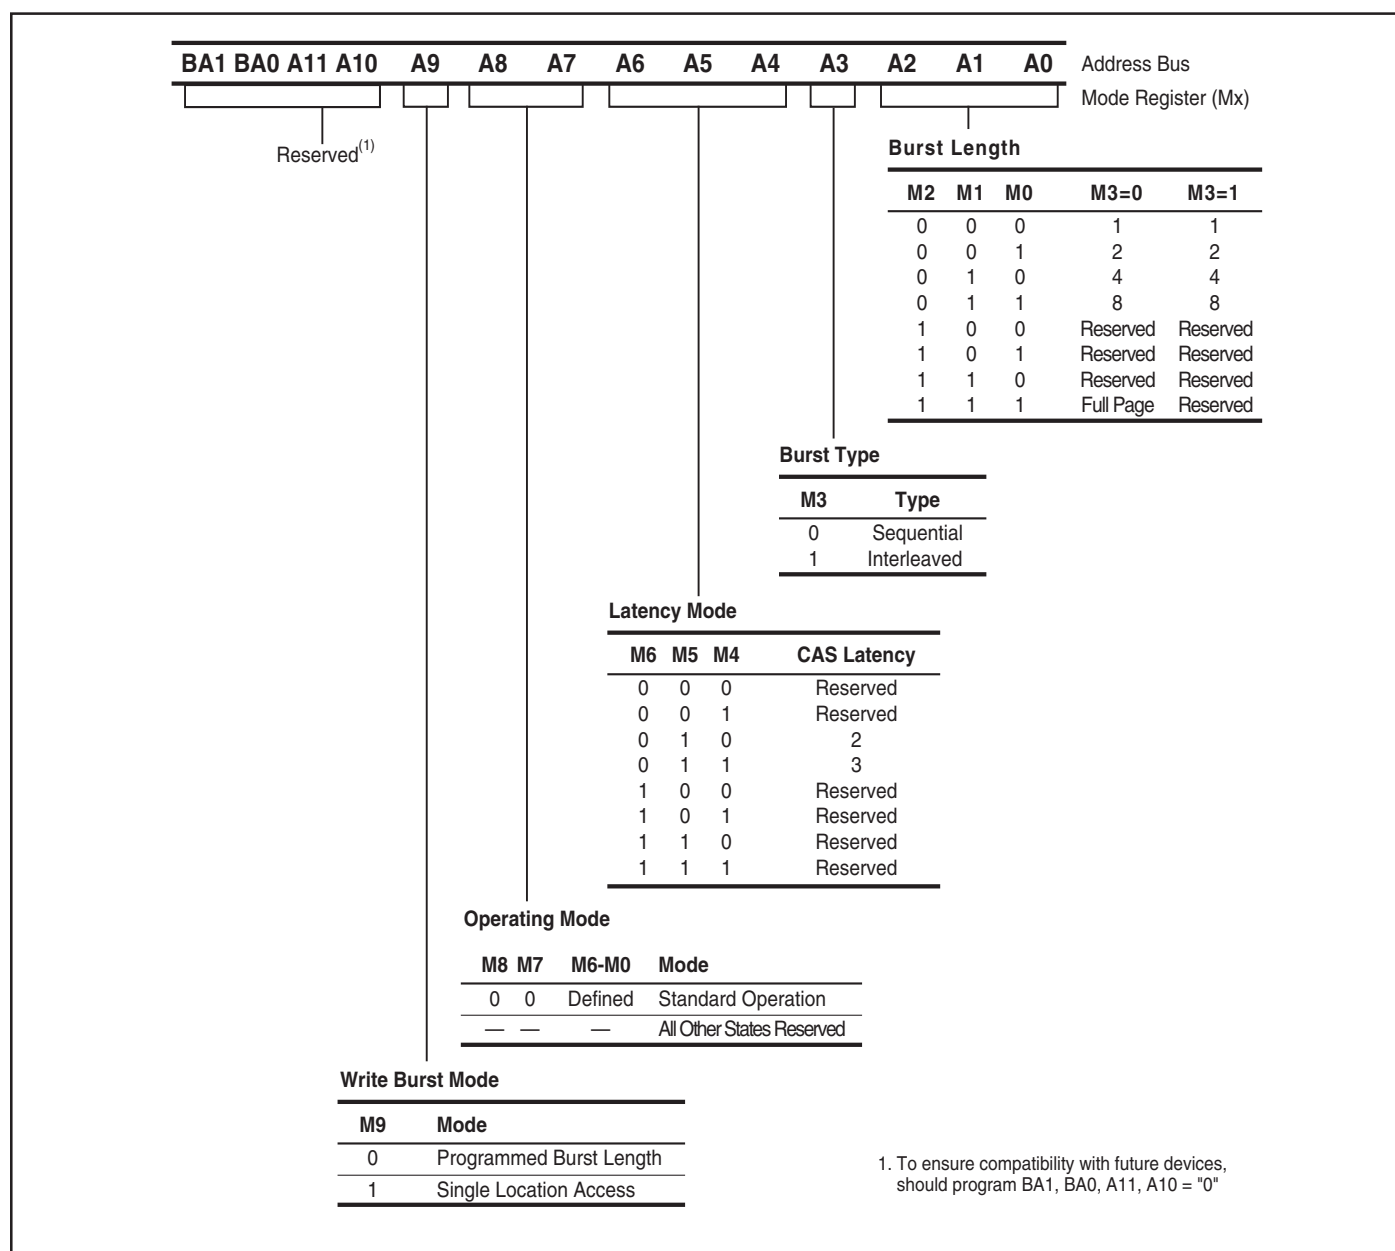 BA1 BA0 A11 A10 A9 A8 A7 A6 A5 A4 A3 A2 A1 A0 Address Bus
Mode Register (Mx)
Reserved(1)
Burst Length
M2 M1 M0 M3=0 M3=1
0 0 0 1 1
0 0 1 2 2
0 1 0 4 4
0 1 1 8 8
1 0 0 Reserved Reserved
1 0 1 Reserved Reserved
1 1 0 Reserved Reserved
1 1 1 Full Page Reserved
Burst Type
M3 Type
0 Sequential
1 Interleaved
Latency Mode
M6 M5 M4 CAS Latency
0 0 0 Reserved
0 0 1 Reserved
0 1 0 2
0 1 1 3
1 0 0 Reserved
1 0 1 Reserved
1 1 0 Reserved
1 1 1 Reserved
Operating Mode
M8 M7 M6-M0 Mode
0 0 Defined Standard Operation
— — — All Other States Reserved
Write Burst Mode
M9 Mode
0 Programmed Burst Length
1 Single Location Access
1. To ensure compatibility with future devices,
should program BA1, BA0, A11, A10 = "0"